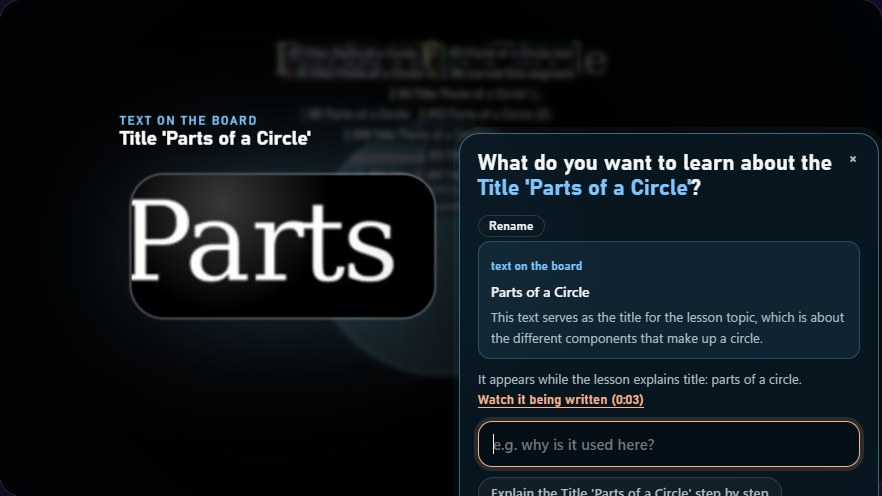 TEXT ON THE BOARD
Title 'Parts of a Circle'
Parts
What do you want to learn about the
Title 'Parts of a Circle'?
×
Rename
text on the board
Parts of a Circle
This text serves as the title for the lesson topic, which is about
the different components that make up a circle.
It appears while the lesson explains title: parts of a circle.
Watch it being written (0:03)
e.g. why is it used here?
Explain the Title 'Parts of a Circle' step by step